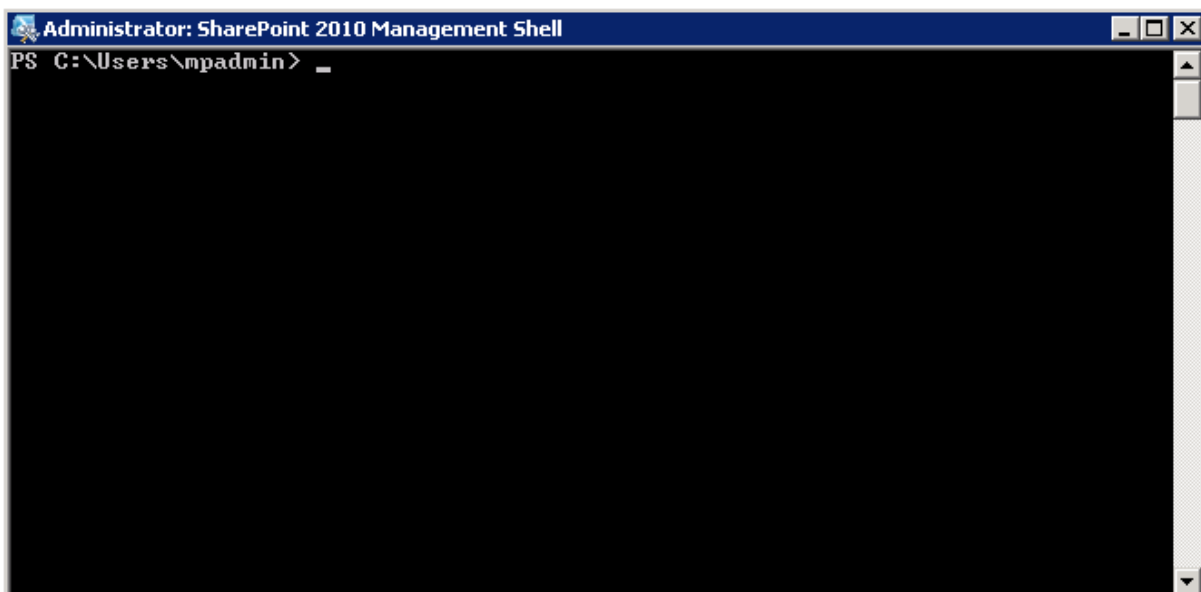 Administrator: SharePoint 2010 Management Shell
PS C:\Users\mpadmin> _